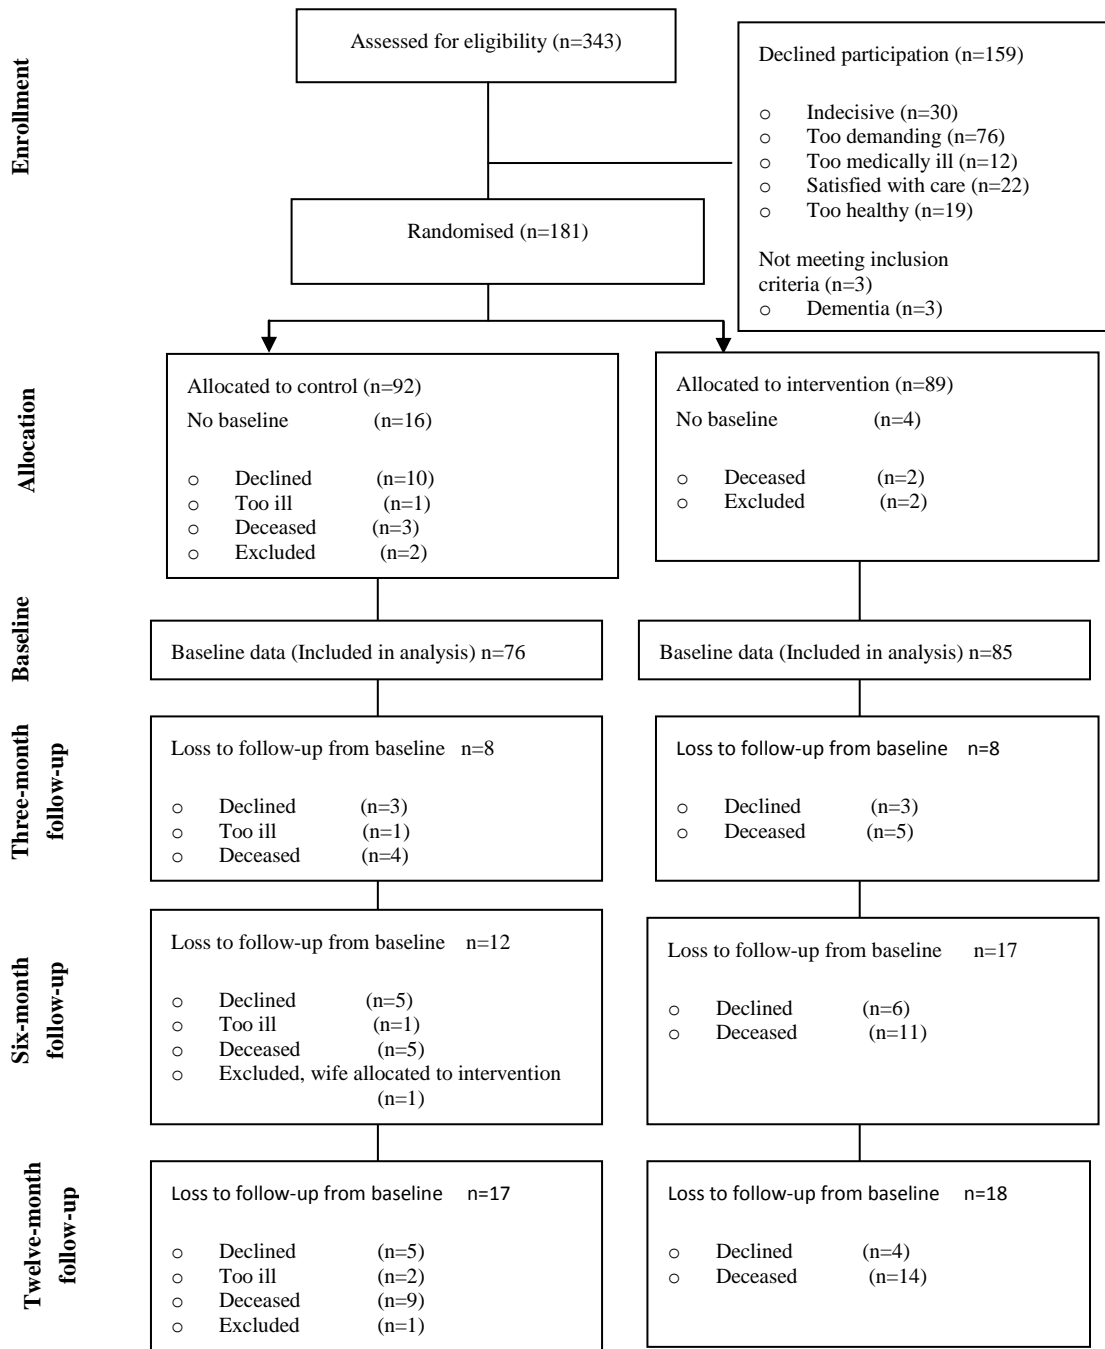 Enrollment
Assessed for eligibility (n=343)
Declined participation (n=159)
o Indecisive (n=30)
o Too demanding (n=76)
o Too medically ill (n=12)
o Satisfied with care (n=22)
o Too healthy (n=19)
Not meeting inclusion
criteria (n=3)
o Dementia (n=3)
Randomised (n=181)
Allocation
Allocated to control (n=92)
No baseline (n=16)
o Declined (n=10)
o Too ill (n=1)
o Deceased (n=3)
o Excluded (n=2)
Allocated to intervention (n=89)
No baseline (n=4)
o Deceased (n=2)
o Excluded (n=2)
Baseline
Baseline data (Included in analysis) n=76
Baseline data (Included in analysis) n=85
Three-month
follow-up
Loss to follow-up from baseline n=8
o Declined (n=3)
o Too ill (n=1)
o Deceased (n=4)
Loss to follow-up from baseline n=8
o Declined (n=3)
o Deceased (n=5)
Six-month
follow-up
Loss to follow-up from baseline n=12
o Declined (n=5)
o Too ill (n=1)
o Deceased (n=5)
o Excluded, wife allocated to intervention
(n=1)
Loss to follow-up from baseline n=17
o Declined (n=6)
o Deceased (n=11)
Twelve-month
follow-up
Loss to follow-up from baseline n=17
o Declined (n=5)
o Too ill (n=2)
o Deceased (n=9)
o Excluded (n=1)
Loss to follow-up from baseline n=18
o Declined (n=4)
o Deceased (n=14)